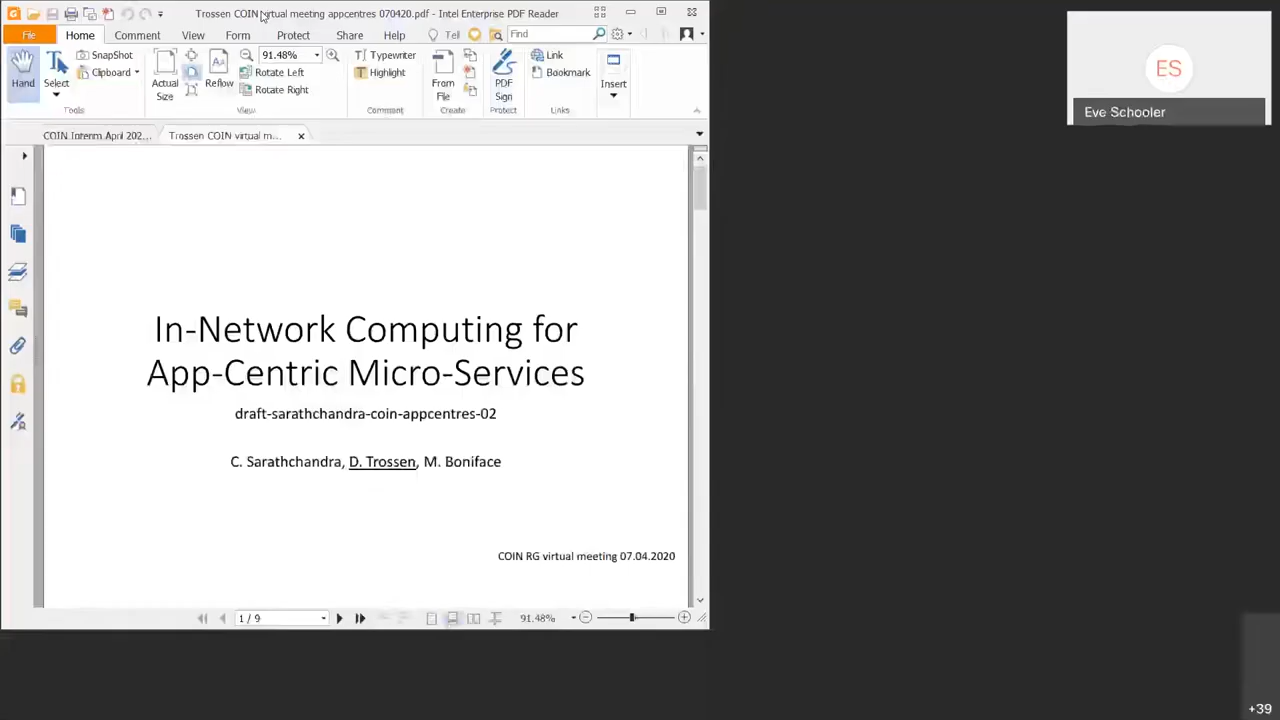 Trossen COIN virtual meeting appcentres 070420.pdf - Intel Enterprise PDF Reader
File Home Comment View Form Protect Share Help Tell Find
Hand
Select
SnapShot
Clipboard
Tools
Actual Size
Reflow
91.48%
Rotate Left
Rotate Right
View
Typewriter
Highlight
Comment
From File
Create
PDF Sign
Protect
Link
Bookmark
Links
Insert
COIN Interim April 202...
Trossen COIN virtual m...
In-Network Computing for
App-Centric Micro-Services
draft-sarathchandra-coin-appcentres-02
C. Sarathchandra, D. Trossen, M. Boniface
COIN RG virtual meeting 07.04.2020
1 / 9
91.48%
ES
Eve Schooler
+39